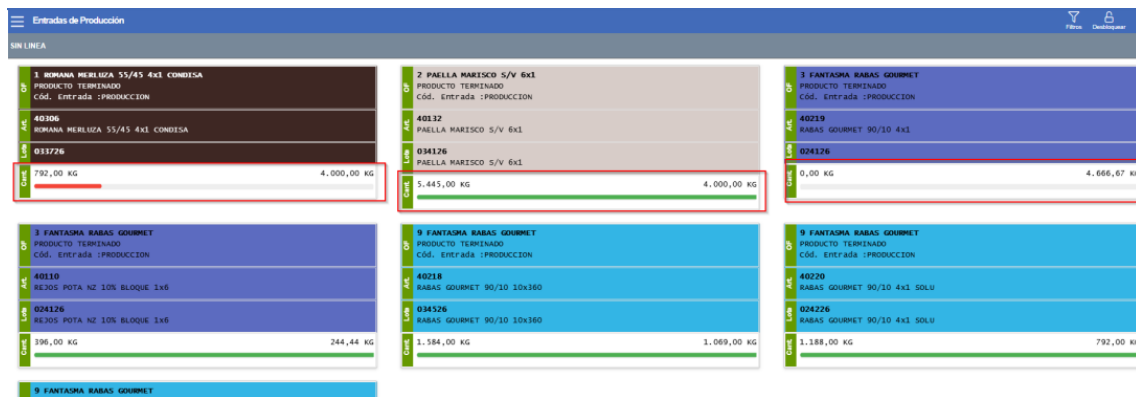 Entradas de Producción
Filtros
Desbloquear
SIN LINEA
OF
1 ROMANA MERLUZA 55/45 4x1 CONDISA
PRODUCTO TERMINADO
Cód. Entrada :PRODUCCION
Art.
40306
ROMANA MERLUZA 55/45 4x1 CONDISA
Lote
033726
Cant.
792,00 KG 4.000,00 KG
OF
2 PAELLA MARISCO S/V 6x1
PRODUCTO TERMINADO
Cód. Entrada :PRODUCCION
Art.
40132
PAELLA MARISCO S/V 6x1
Lote
034126
PAELLA MARISCO S/V 6x1
Cant.
5.445,00 KG 4.000,00 KG
OF
3 FANTASMA RABAS GOURMET
PRODUCTO TERMINADO
Cód. Entrada :PRODUCCION
Art.
40219
RABAS GOURMET 90/10 4x1
Lote
024126
Cant.
0,00 KG 4.666,67 KG
OF
3 FANTASMA RABAS GOURMET
PRODUCTO TERMINADO
Cód. Entrada :PRODUCCION
Art.
40110
REJOS POTA NZ 10% BLOQUE 1x6
Lote
024126
REJOS POTA NZ 10% BLOQUE 1x6
Cant.
396,00 KG 244,44 KG
OF
9 FANTASMA RABAS GOURMET
PRODUCTO TERMINADO
Cód. Entrada :PRODUCCION
Art.
40218
RABAS GOURMET 90/10 10x360
Lote
034526
RABAS GOURMET 90/10 10x360
Cant.
1.584,00 KG 1.069,00 KG
OF
9 FANTASMA RABAS GOURMET
PRODUCTO TERMINADO
Cód. Entrada :PRODUCCION
Art.
40220
RABAS GOURMET 90/10 4x1 SOLU
Lote
024226
RABAS GOURMET 90/10 4x1 SOLU
Cant.
1.188,00 KG 792,00 KG
9 FANTASMA RABAS GOURMET